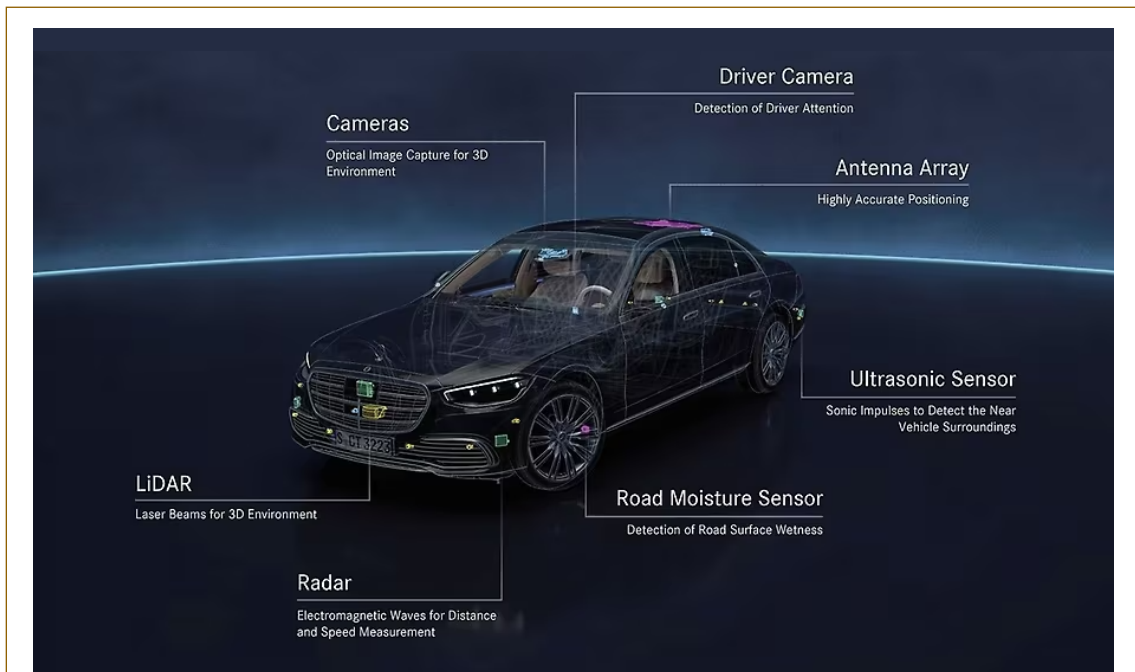 Driver Camera
Detection of Driver Attention
Cameras
Optical Image Capture for 3D
Environment
Antenna Array
Highly Accurate Positioning
Ultrasonic Sensor
Sonic Impulses to Detect the Near
Vehicle Surroundings
S CT 3223
LiDAR
Laser Beams for 3D Environment
Road Moisture Sensor
Detection of Road Surface Wetness
Radar
Electromagnetic Waves for Distance
and Speed Measurement